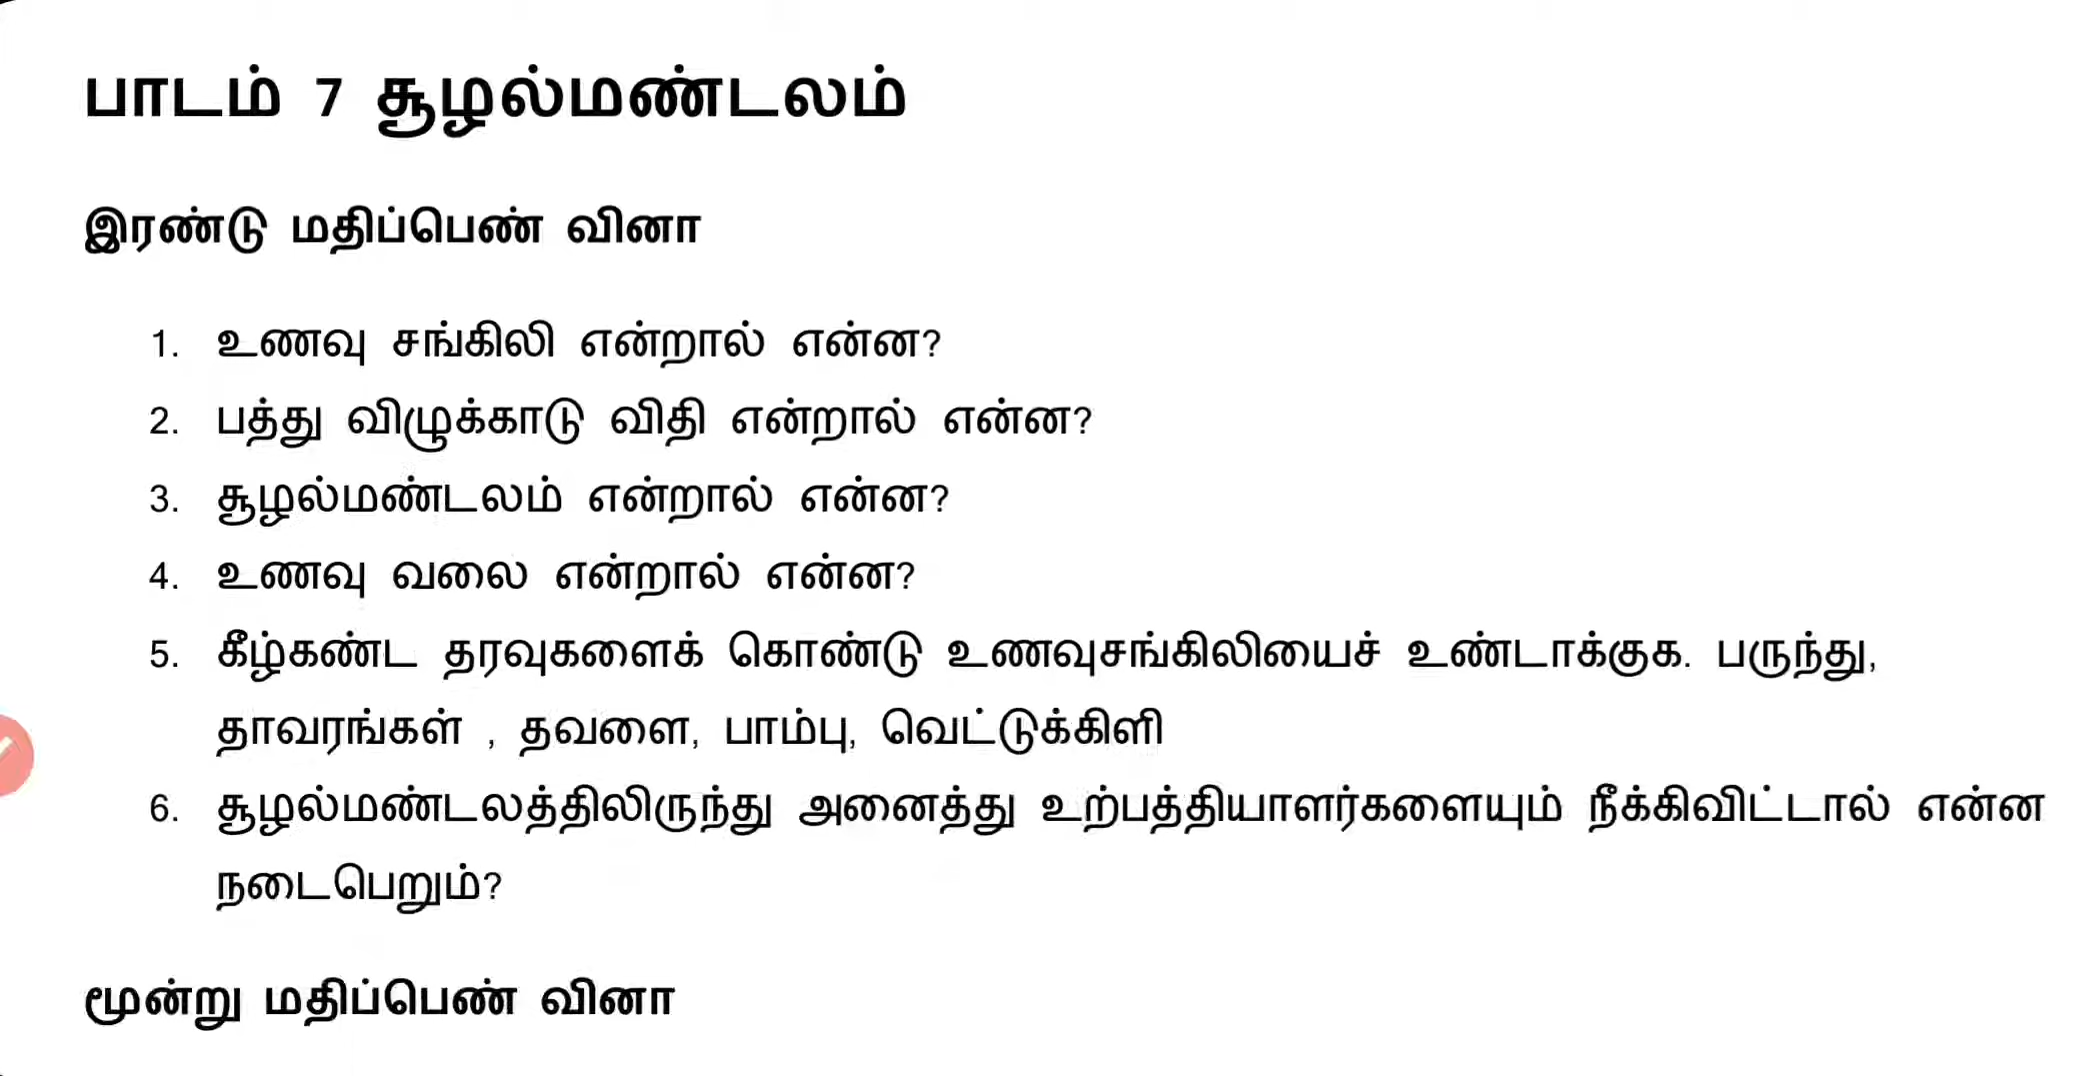 பாடம் 7 சூழல்மண்டலம்
இரண்டு மதிப்பெண் வினா
1. உணவு சங்கிலி என்றால் என்ன?
2. பத்து விழுக்காடு விதி என்றால் என்ன?
3. சூழல்மண்டலம் என்றால் என்ன?
4. உணவு வலை என்றால் என்ன?
5. கீழ்கண்ட தரவுகளைக் கொண்டு உணவுசங்கிலியைச் உண்டாக்குக. பருந்து,
தாவரங்கள் , தவளை, பாம்பு, வெட்டுக்கிளி
6. சூழல்மண்டலத்திலிருந்து அனைத்து உற்பத்தியாளர்களையும் நீக்கிவிட்டால் என்ன
நடைபெறும்?
மூன்று மதிப்பெண் வினா